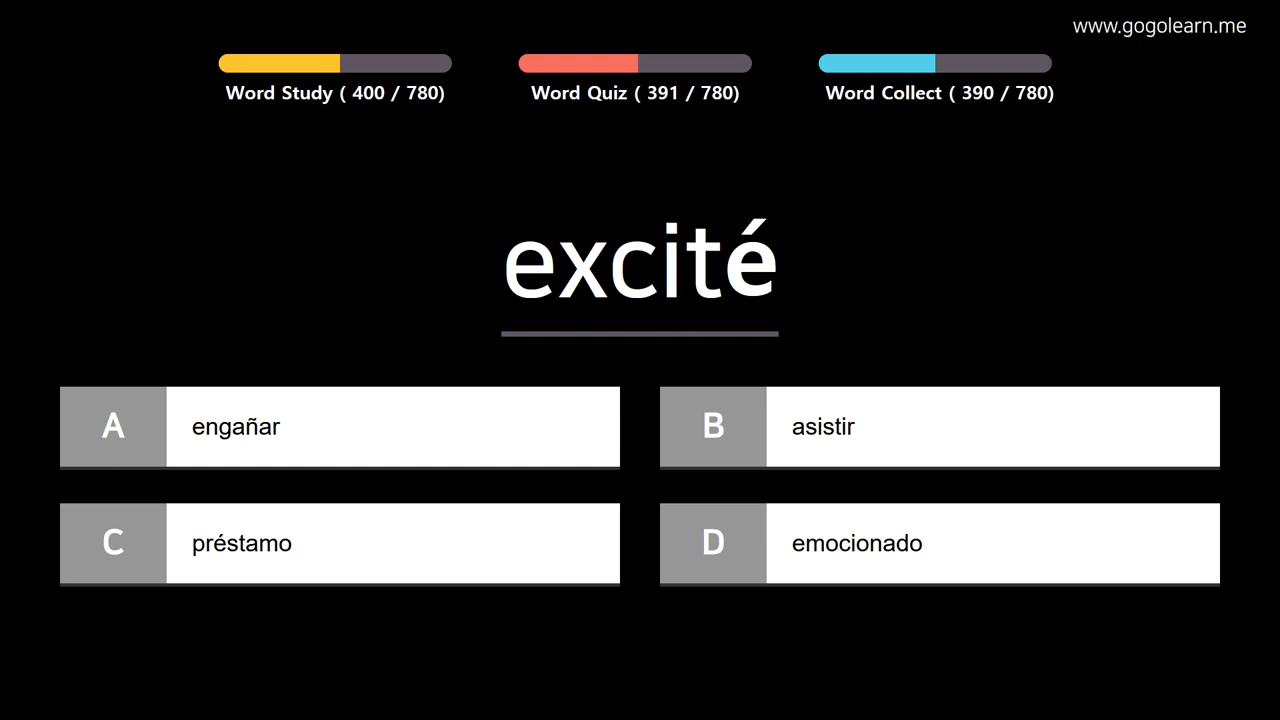 www.gogolearn.me
Word Study ( 400 / 780)
Word Quiz ( 391 / 780)
Word Collect ( 390 / 780)
excité
A engañar
B asistir
C préstamo
D emocionado